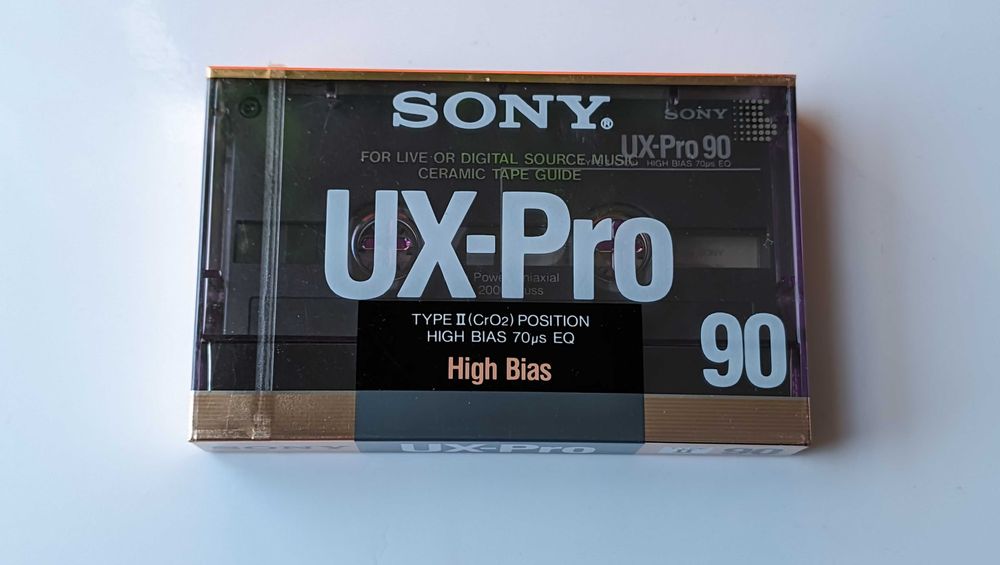 SONY®
SONY
UX-Pro 90
HIGH BIAS 70µs EQ
FOR LIVE OR DIGITAL SOURCE MUSIC
CERAMIC TAPE GUIDE
UX-Pro
TYPE II (CrO2) POSITION
HIGH BIAS 70µs EQ
High Bias
90
SONY
UX-Pro
90